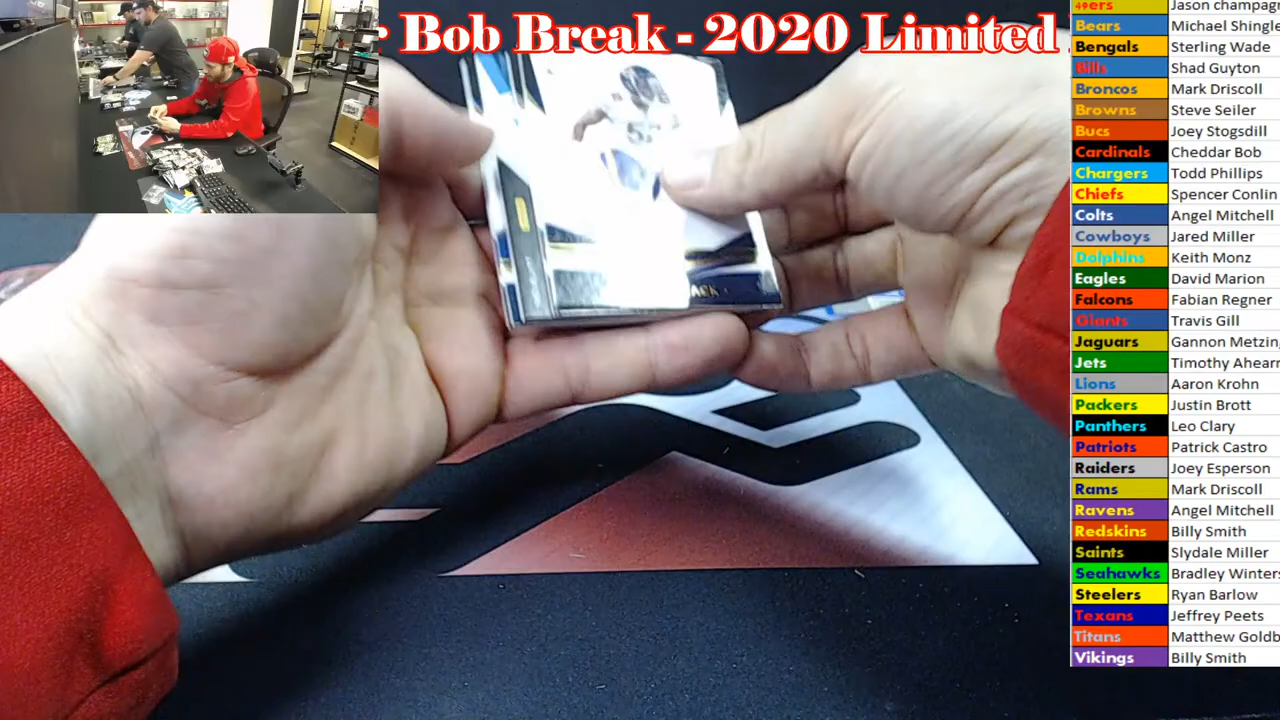 Bob Break - 2020 Limited
49ers Jason champagn
Bears Michael Shingle
Bengals Sterling Wade
Bills Shad Guyton
Broncos Mark Driscoll
Browns Steve Seiler
Bucs Joey Stogsdill
Cardinals Cheddar Bob
Chargers Todd Phillips
Chiefs Spencer Conlin
Colts Angel Mitchell
Cowboys Jared Miller
Dolphins Keith Monz
Eagles David Marion
Falcons Fabian Regner
Giants Travis Gill
Jaguars Gannon Metzin
Jets Timothy Ahearn
Lions Aaron Krohn
Packers Justin Brott
Panthers Leo Clary
Patriots Patrick Castro
Raiders Joey Esperson
Rams Mark Driscoll
Ravens Angel Mitchell
Redskins Billy Smith
Saints Slydale Miller
Seahawks Bradley Winters
Steelers Ryan Barlow
Texans Jeffrey Peets
Titans Matthew Goldb
Vikings Billy Smith